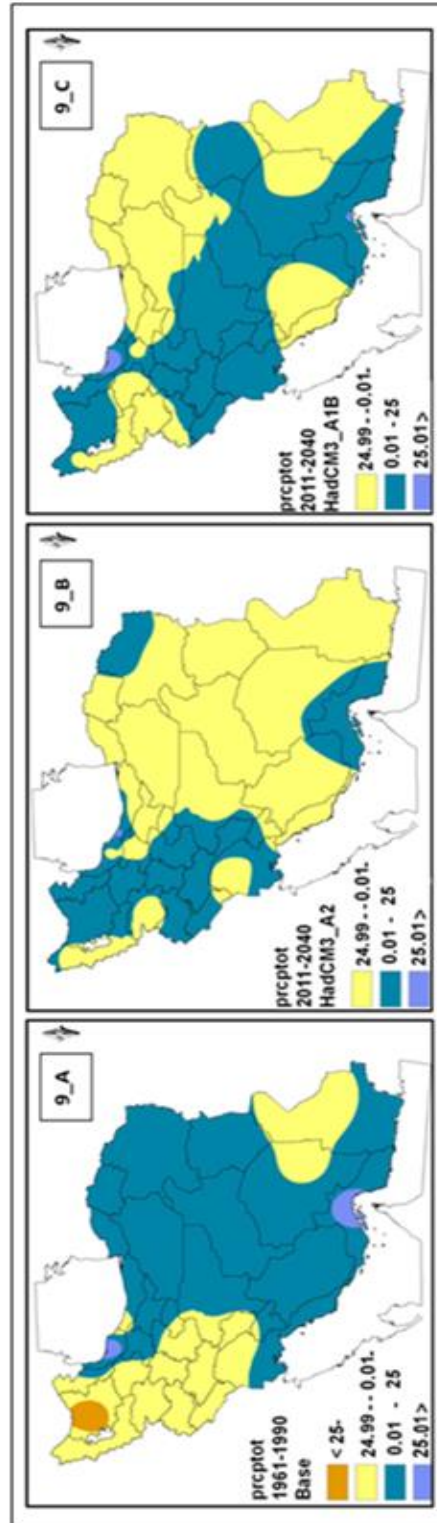 9_A
prcptot
1961-1990
Base
< 25-
24.99 - - 0.01-
0.01 - 25
25.01>
9_B
prcptot
2011-2040
HadCM3_A2
24.99 - - 0.01-
0.01 - 25
25.01>
9_C
prcptot
2011-2040
HadCM3_A1B
24.99 - - 0.01-
0.01 - 25
25.01>